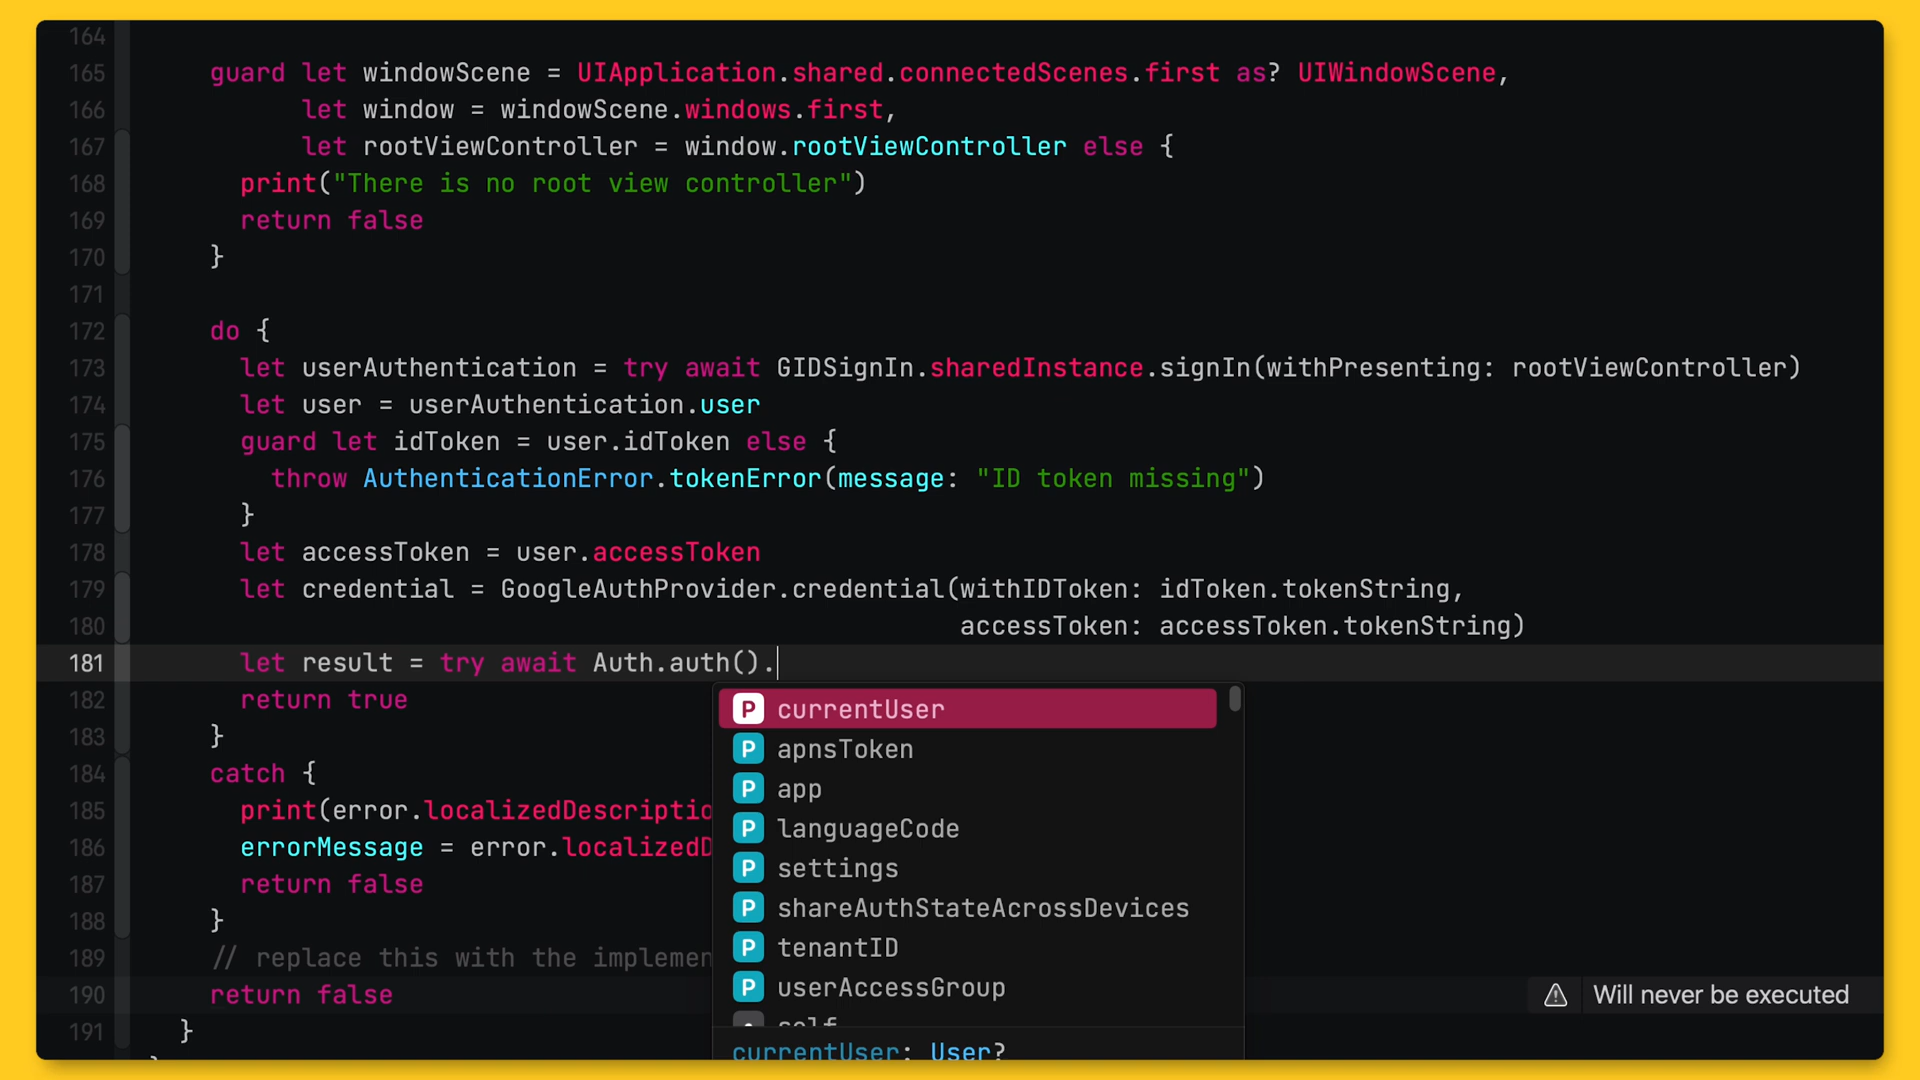 164
165 guard let windowScene = UIApplication.shared.connectedScenes.first as? UIWindowScene,
166 let window = windowScene.windows.first,
167 let rootViewController = window.rootViewController else {
168 print("There is no root view controller")
169 return false
170 }
171
172 do {
173 let userAuthentication = try await GIDSignIn.sharedInstance.signIn(withPresenting: rootViewController)
174 let user = userAuthentication.user
175 guard let idToken = user.idToken else {
176 throw AuthenticationError.tokenError(message: "ID token missing")
177 }
178 let accessToken = user.accessToken
179 let credential = GoogleAuthProvider.credential(withIDToken: idToken.tokenString,
180 accessToken: accessToken.tokenString)
181 let result = try await Auth.auth().
182 return true
183 }
184 catch {
185 print(error.localizedDescriptio
186 errorMessage = error.localizedD
187 return false
188 }
189 // replace this with the implemen
190 return false
Will never be executed
191 }
P currentUser
P apnsToken
P app
P languageCode
P settings
P shareAuthStateAcrossDevices
P tenantID
P userAccessGroup
self
currentUser: User?